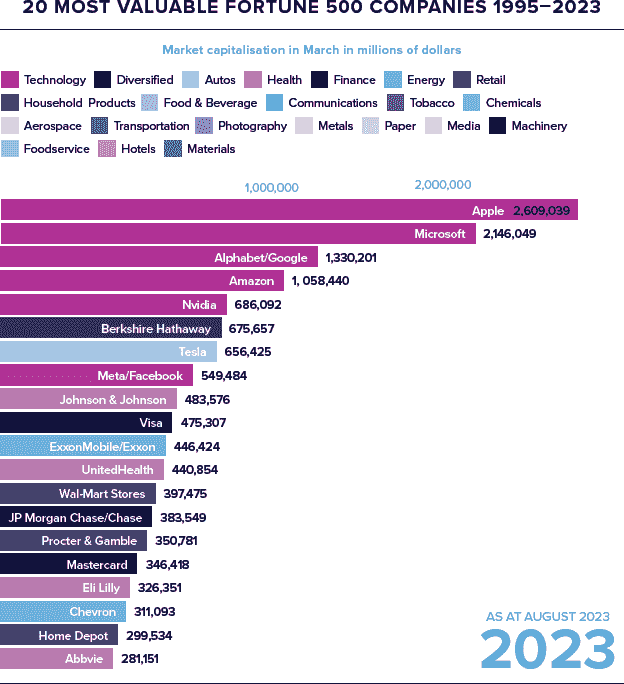 20 MOST VALUABLE FORTUNE 500 COMPANIES 1995–2023
Market capitalisation in March in millions of dollars
Technology Diversified Autos Health Finance Energy Retail
Household Products Food & Beverage Communications Tobacco Chemicals
Aerospace Transportation Photography Metals Paper Media Machinery
Foodservice Hotels Materials
1,000,000 2,000,000
Apple 2,609,039
Microsoft 2,146,049
Alphabet/Google 1,330,201
Amazon 1, 058,440
Nvidia 686,092
Berkshire Hathaway 675,657
Tesla 656,425
Meta/Facebook 549,484
Johnson & Johnson 483,576
Visa 475,307
ExxonMobile/Exxon 446,424
UnitedHealth 440,854
Wal-Mart Stores 397,475
JP Morgan Chase/Chase 383,549
Procter & Gamble 350,781
Mastercard 346,418
Eli Lilly 326,351
Chevron 311,093
Home Depot 299,534
Abbvie 281,151
AS AT AUGUST 2023
2023